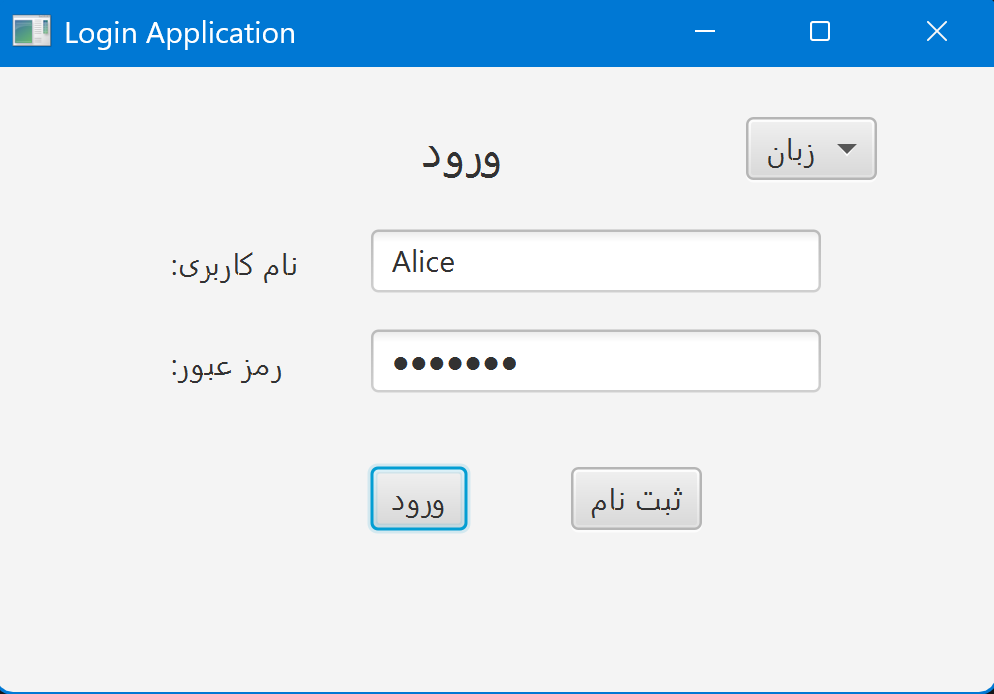 Login Application
ورود
زبان
نام کاربری:
Alice
رمز عبور:
•••••••
ورود
ثبت نام